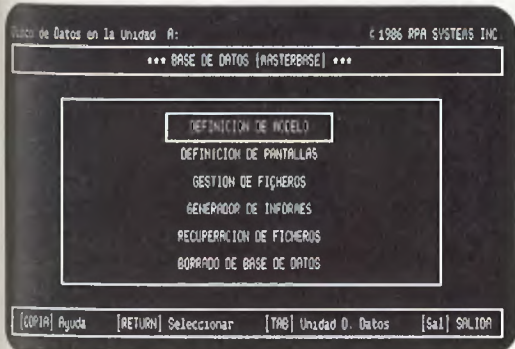 Disco de Datos en la Unidad A: © 1986 RPA SYSTEMS INC.
*** BASE DE DATOS [MASTERBASE] ***
DEFINICION DE MODELO
DEFINICION DE PANTALLAS
GESTION DE FICHEROS
GENERADOR DE INFORMES
RECUPERACION DE FICHEROS
BORRADO DE BASE DE DATOS
[COPIA] Ayuda [RETURN] Seleccionar [TAB] Unidad D. Datos [Sal] SALIDA